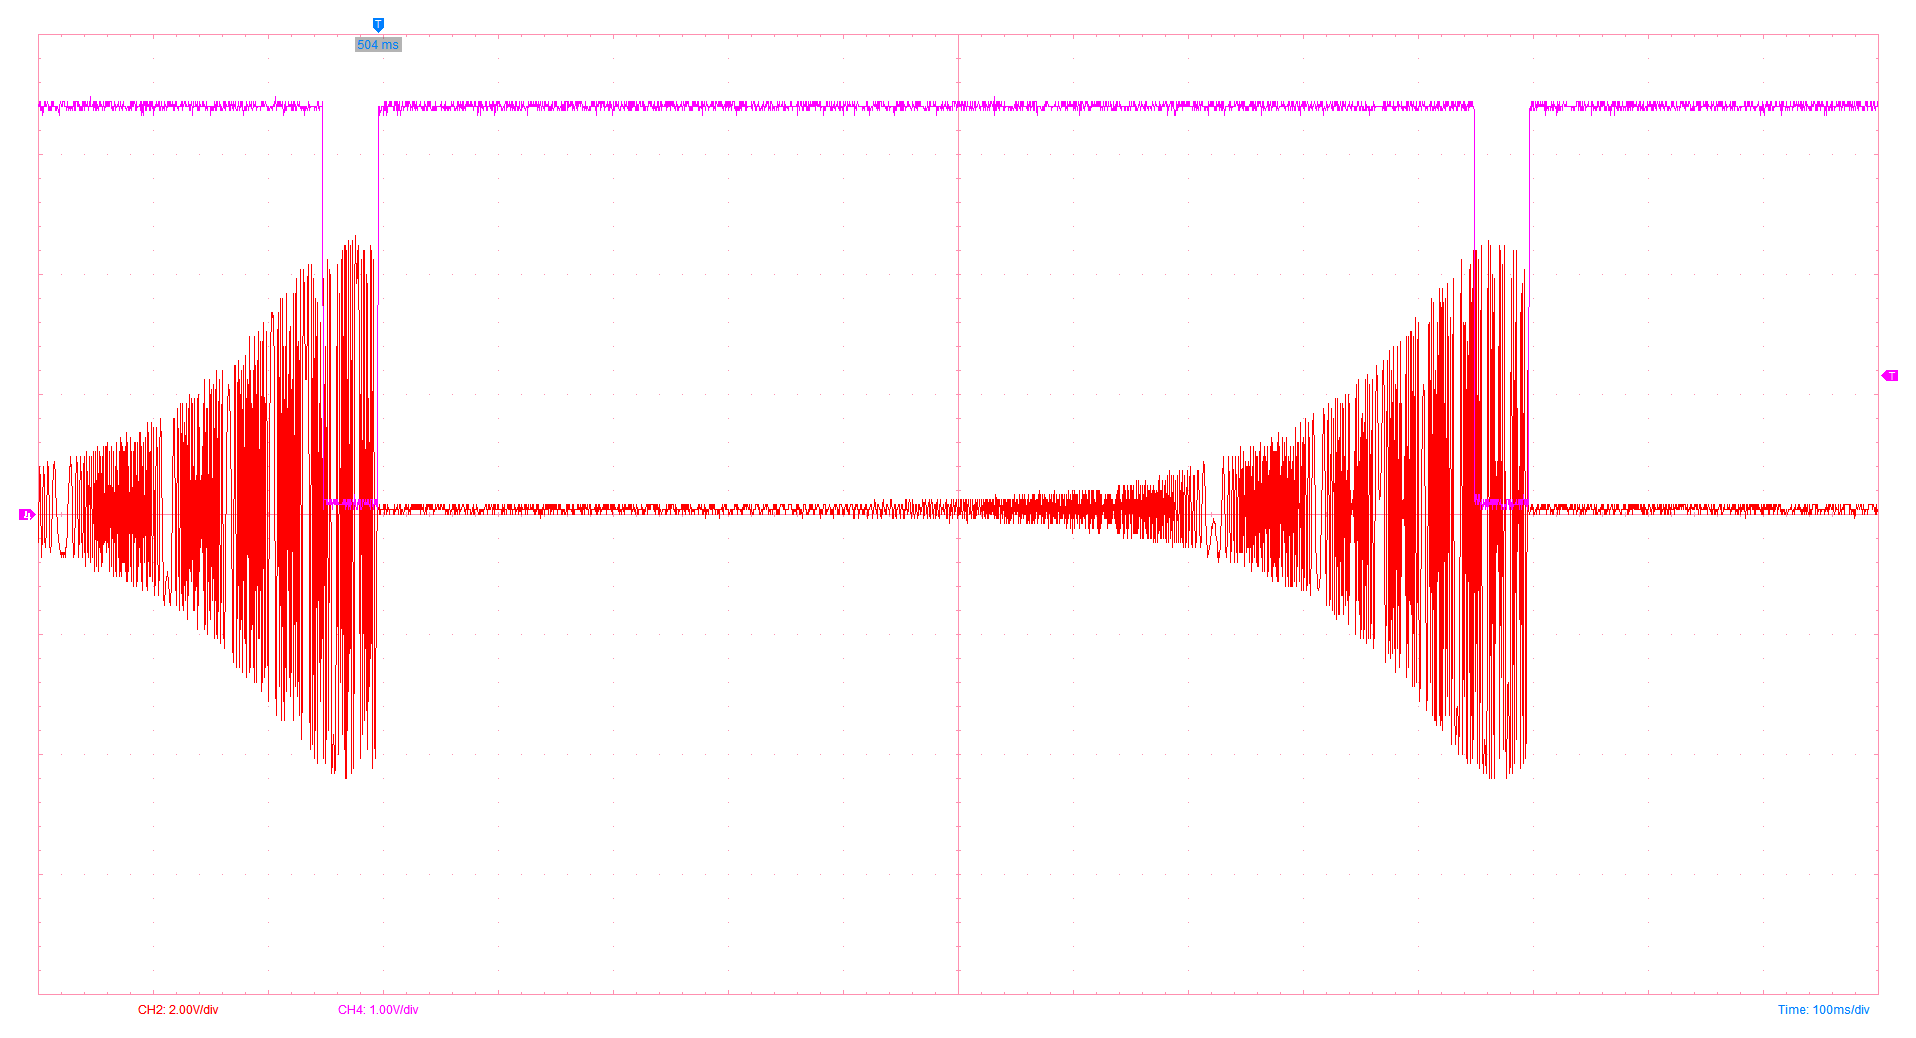 T
504 ms
T
CH2: 2.00V/div
CH4: 1.00V/div
Time: 100ms/div